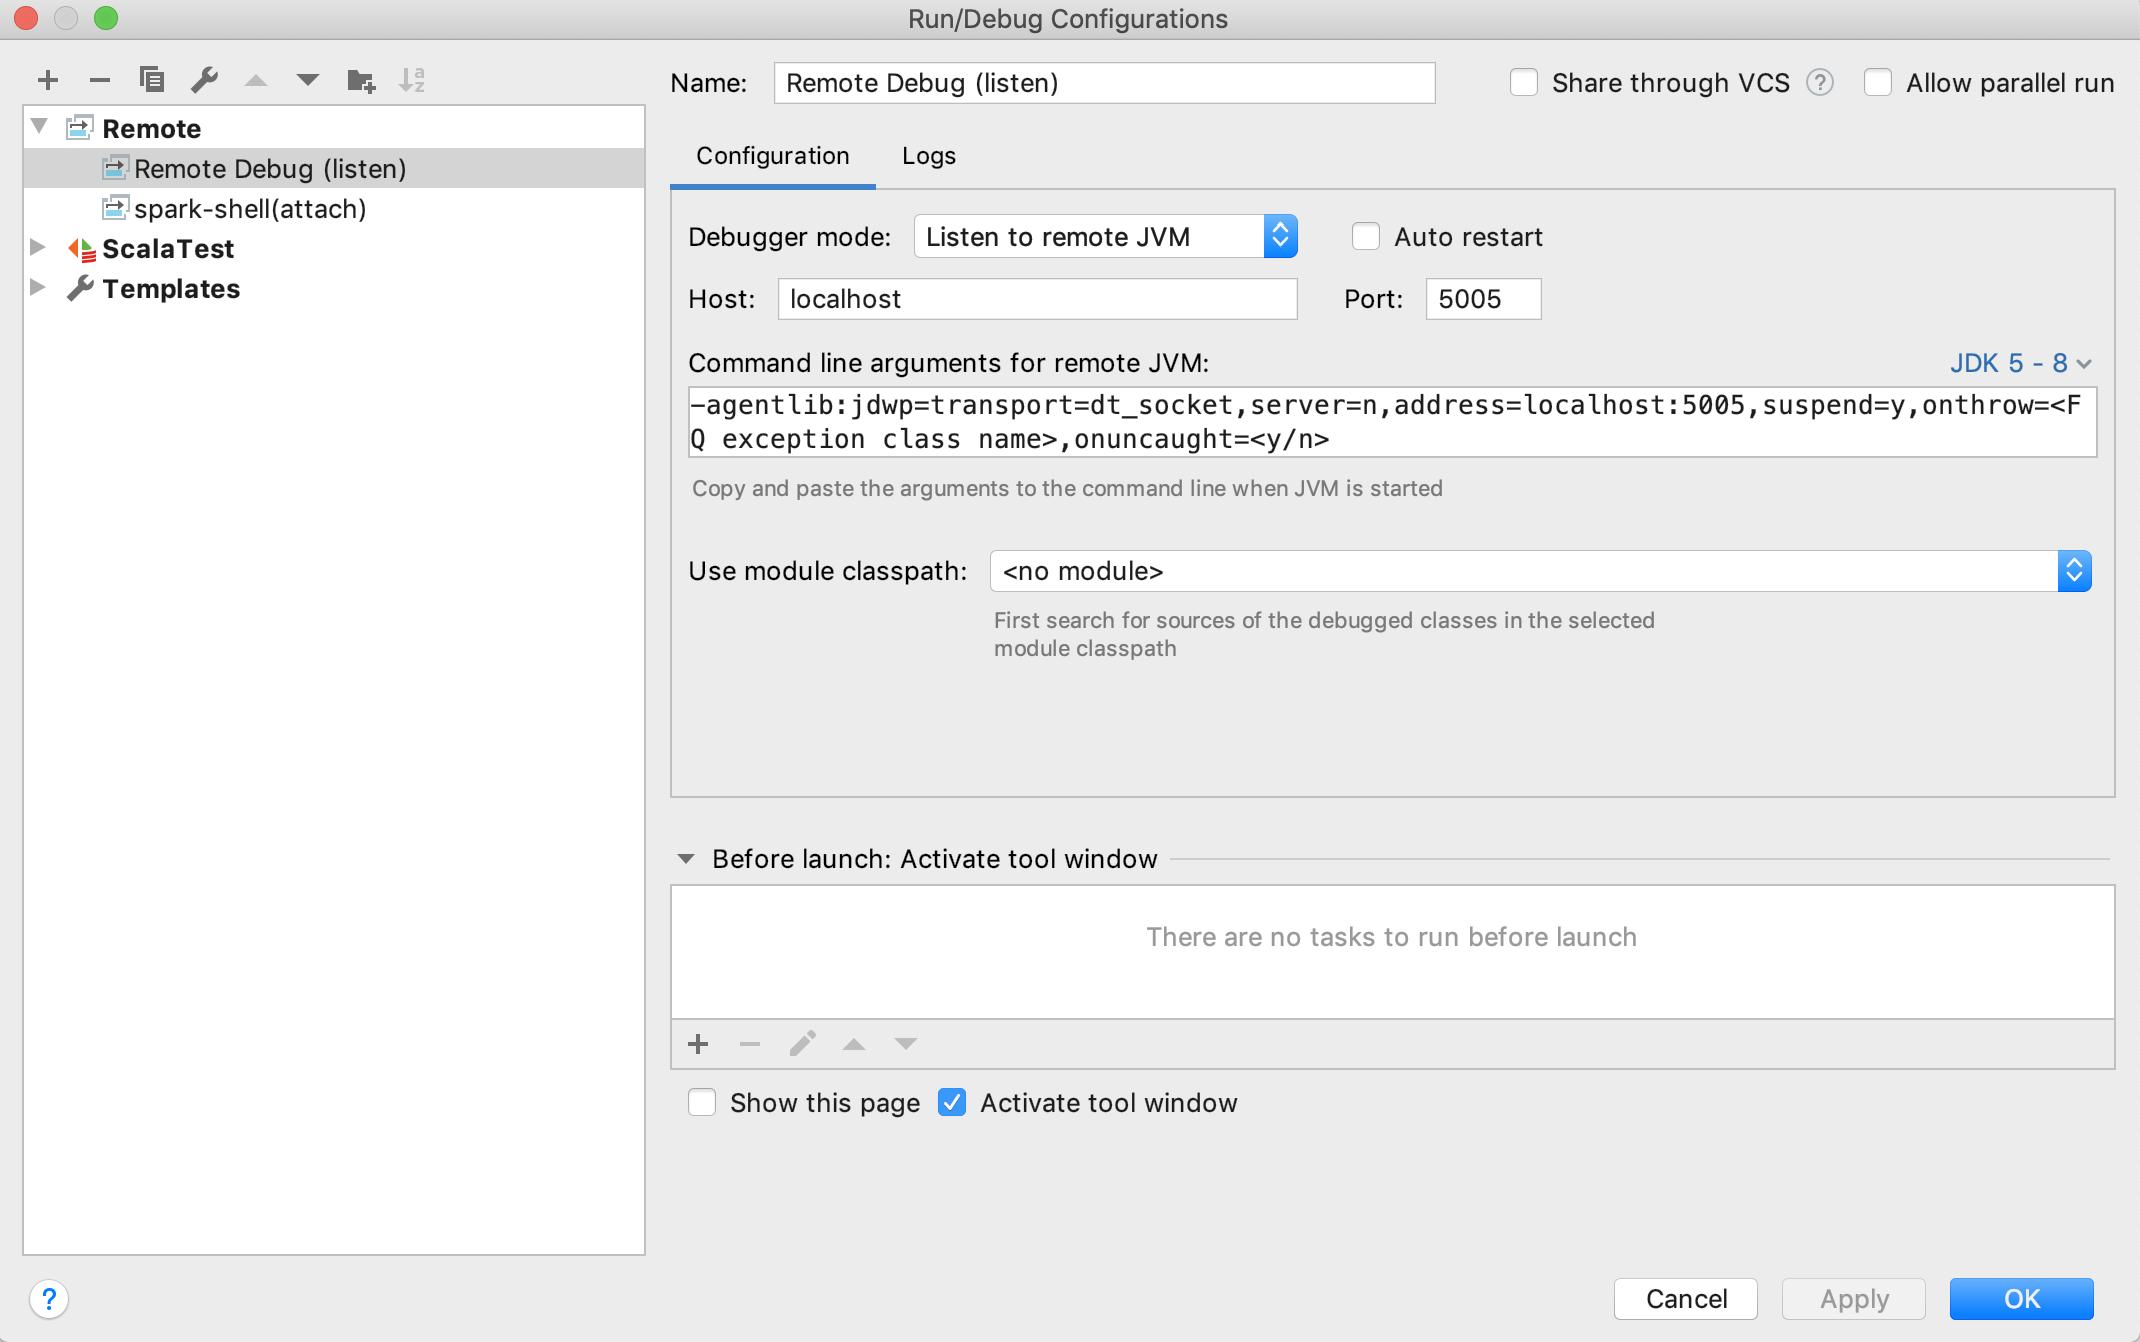 Run/Debug Configurations
Name:
Remote Debug (listen)
Share through VCS
?
Allow parallel run
Remote
Remote Debug (listen)
spark-shell(attach)
ScalaTest
Templates
Configuration
Logs
Debugger mode:
Listen to remote JVM
Auto restart
Host:
localhost
Port:
5005
Command line arguments for remote JVM:
JDK 5 - 8
-agentlib:jdwp=transport=dt_socket,server=n,address=localhost:5005,suspend=y,onthrow=<F
Q exception class name>,onuncaught=<y/n>
Copy and paste the arguments to the command line when JVM is started
Use module classpath:
<no module>
First search for sources of the debugged classes in the selected
module classpath
Before launch: Activate tool window
There are no tasks to run before launch
Show this page
Activate tool window
?
Cancel
Apply
OK